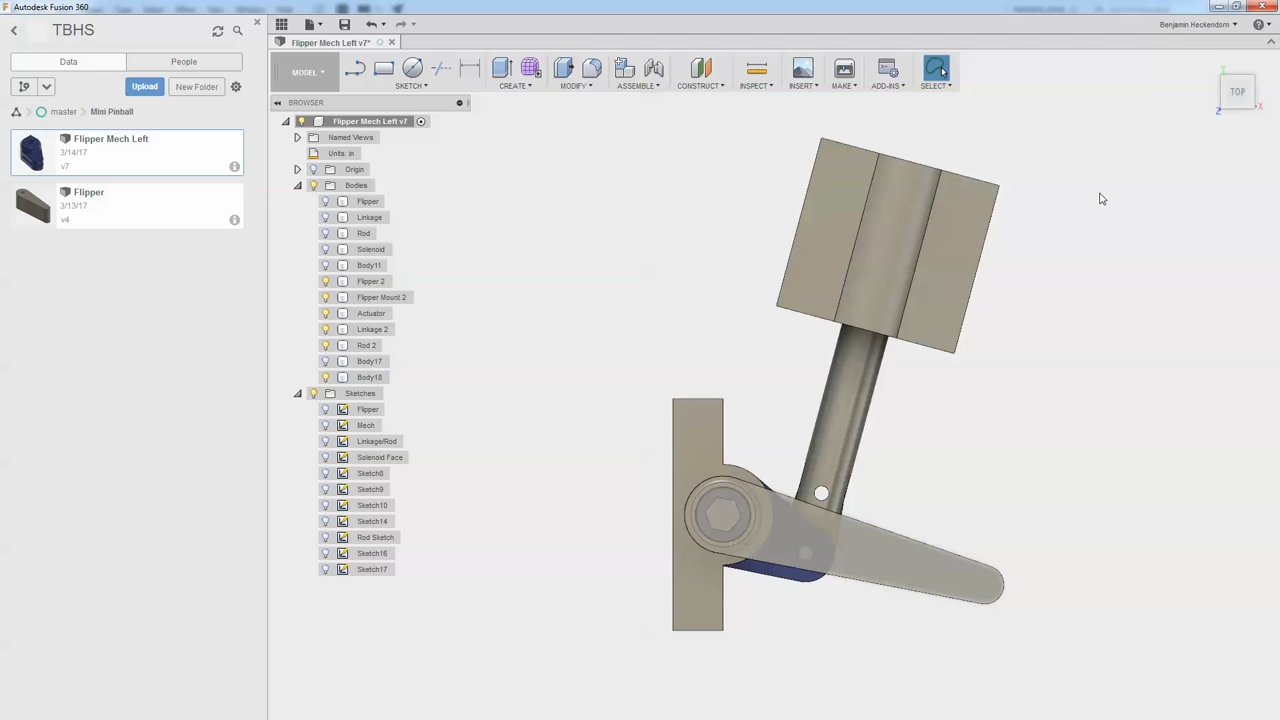 Autodesk Fusion 360
TBHS
Benjamin Heckendorn
Flipper Mech Left v7*
Data
People
MODEL
SKETCH
CREATE
MODIFY
ASSEMBLE
CONSTRUCT
INSPECT
INSERT
MAKE
ADD-INS
SELECT
Upload
New Folder
TOP
X
Y
Z
BROWSER
master
Mini Pinball
Flipper Mech Left v7
Flipper Mech Left
3/14/17
v7
Flipper
3/13/17
v4
Named Views
Units: in
Origin
Bodies
Flipper
Linkage
Rod
Solenoid
Body11
Flipper 2
Flipper Mount 2
Actuator
Linkage 2
Rod 2
Body17
Body18
Sketches
Flipper
Mech
Linkage/Rod
Solenoid Face
Sketch8
Sketch9
Sketch10
Sketch14
Rod Sketch
Sketch16
Sketch17